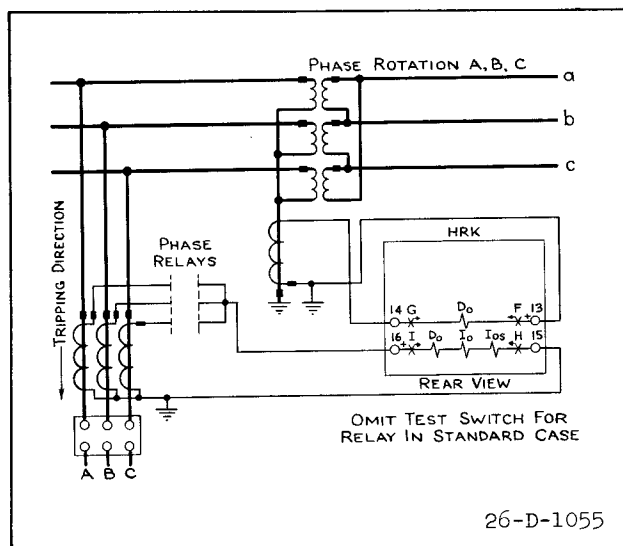 PHASE ROTATION A, B, C
a
b
c
TRIPPING DIRECTION
PHASE
RELAYS
HRK
14 G Do F 13
+
16 I Do Io Ios H 15
+
REAR VIEW
OMIT TEST SWITCH FOR
RELAY IN STANDARD CASE
A B C
26-D-1055